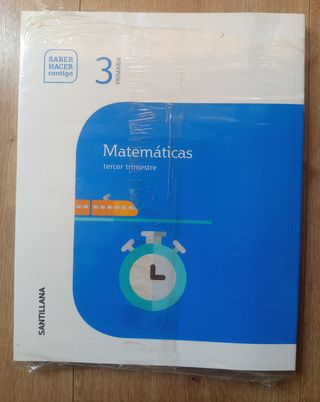 SABER
HACER
contigo
3
PRIMARIA
Matemáticas
tercer trimestre
SANTILLANA